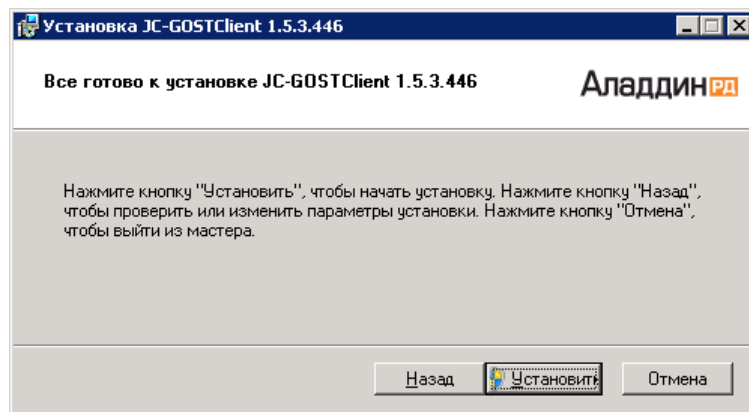 Установка JC-GOSTClient 1.5.3.446
Все готово к установке JC-GOSTClient 1.5.3.446
Аладдин РД
Нажмите кнопку "Установить", чтобы начать установку. Нажмите кнопку "Назад",
чтобы проверить или изменить параметры установки. Нажмите кнопку "Отмена",
чтобы выйти из мастера.
Назад
Установить
Отмена